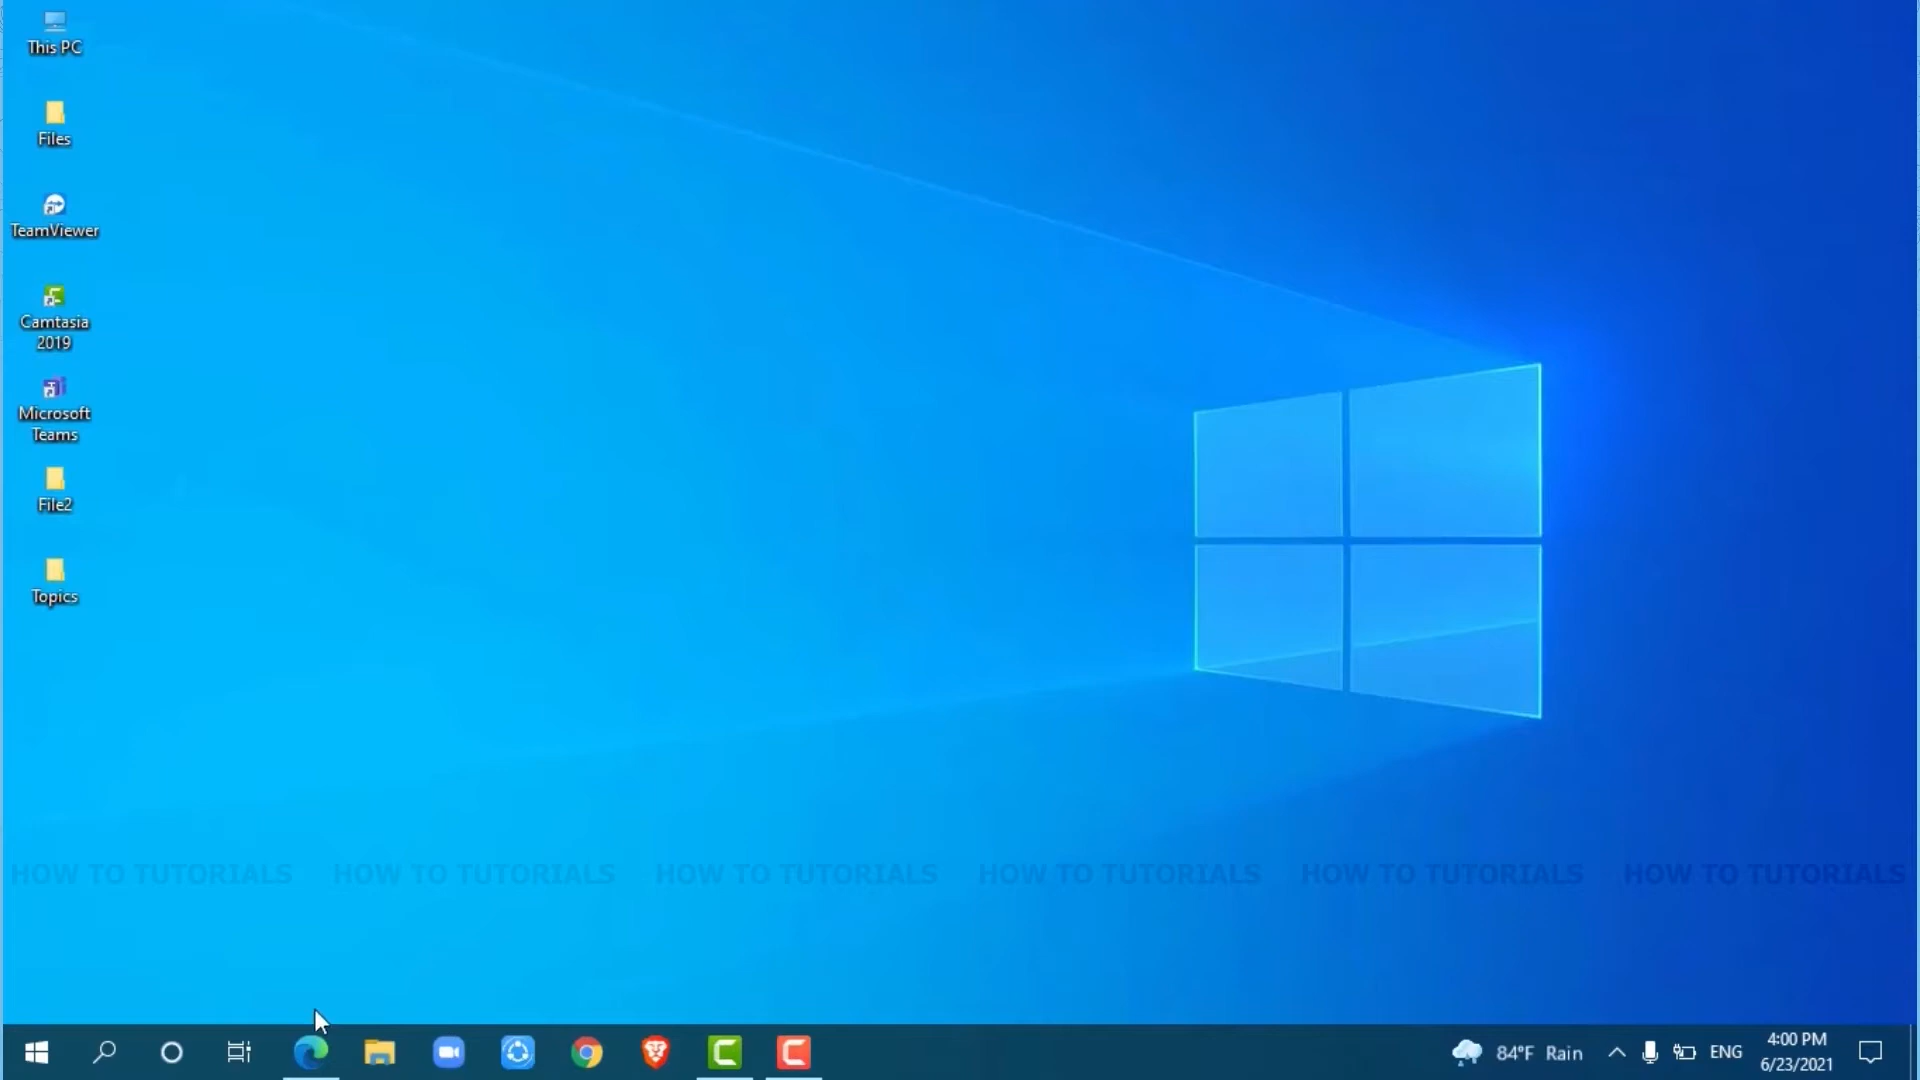 This PC
Files
TeamViewer
Camtasia
2019
Microsoft
Teams
File2
Topics
HOW TO TUTORIALS HOW TO TUTORIALS HOW TO TUTORIALS HOW TO TUTORIALS HOW TO TUTORIALS HOW TO TUTORIALS
84°F Rain
ENG
4:00 PM
6/23/2021